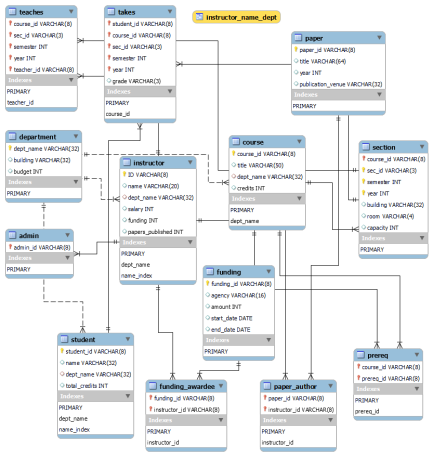 teaches
course_id VARCHAR(8)
sec_id VARCHAR(3)
semester INT
year INT
teacher_id VARCHAR(8)
Indexes
PRIMARY
teacher_id
takes
student_id VARCHAR(8)
course_id VARCHAR(8)
sec_id VARCHAR(3)
semester INT
year INT
grade VARCHAR(3)
Indexes
PRIMARY
course_id
instructor_name_dept
paper
paper_id VARCHAR(8)
title VARCHAR(64)
year INT
publication_venue VARCHAR(32)
Indexes
PRIMARY
department
dept_name VARCHAR(32)
building VARCHAR(32)
budget INT
Indexes
PRIMARY
instructor
ID VARCHAR(8)
name VARCHAR(20)
dept_name VARCHAR(32)
salary INT
funding INT
papers_published INT
Indexes
PRIMARY
dept_name
name_index
course
course_id VARCHAR(8)
title VARCHAR(50)
dept_name VARCHAR(32)
credits INT
Indexes
PRIMARY
dept_name
section
course_id VARCHAR(8)
sec_id VARCHAR(3)
semester INT
year INT
building VARCHAR(32)
room VARCHAR(4)
capacity INT
Indexes
PRIMARY
admin
admin_id VARCHAR(8)
Indexes
PRIMARY
funding
funding_id VARCHAR(8)
agency VARCHAR(16)
amount INT
start_date DATE
end_date DATE
Indexes
PRIMARY
student
student_id VARCHAR(8)
name VARCHAR(32)
dept_name VARCHAR(32)
total_credits INT
Indexes
PRIMARY
dept_name
name_index
funding_awardee
funding_id VARCHAR(8)
instructor_id VARCHAR(8)
Indexes
PRIMARY
instructor_id
paper_author
paper_id VARCHAR(8)
instructor_id VARCHAR(8)
Indexes
PRIMARY
instructor_id
prereq
course_id VARCHAR(8)
prereq_id VARCHAR(8)
Indexes
PRIMARY
prereq_id